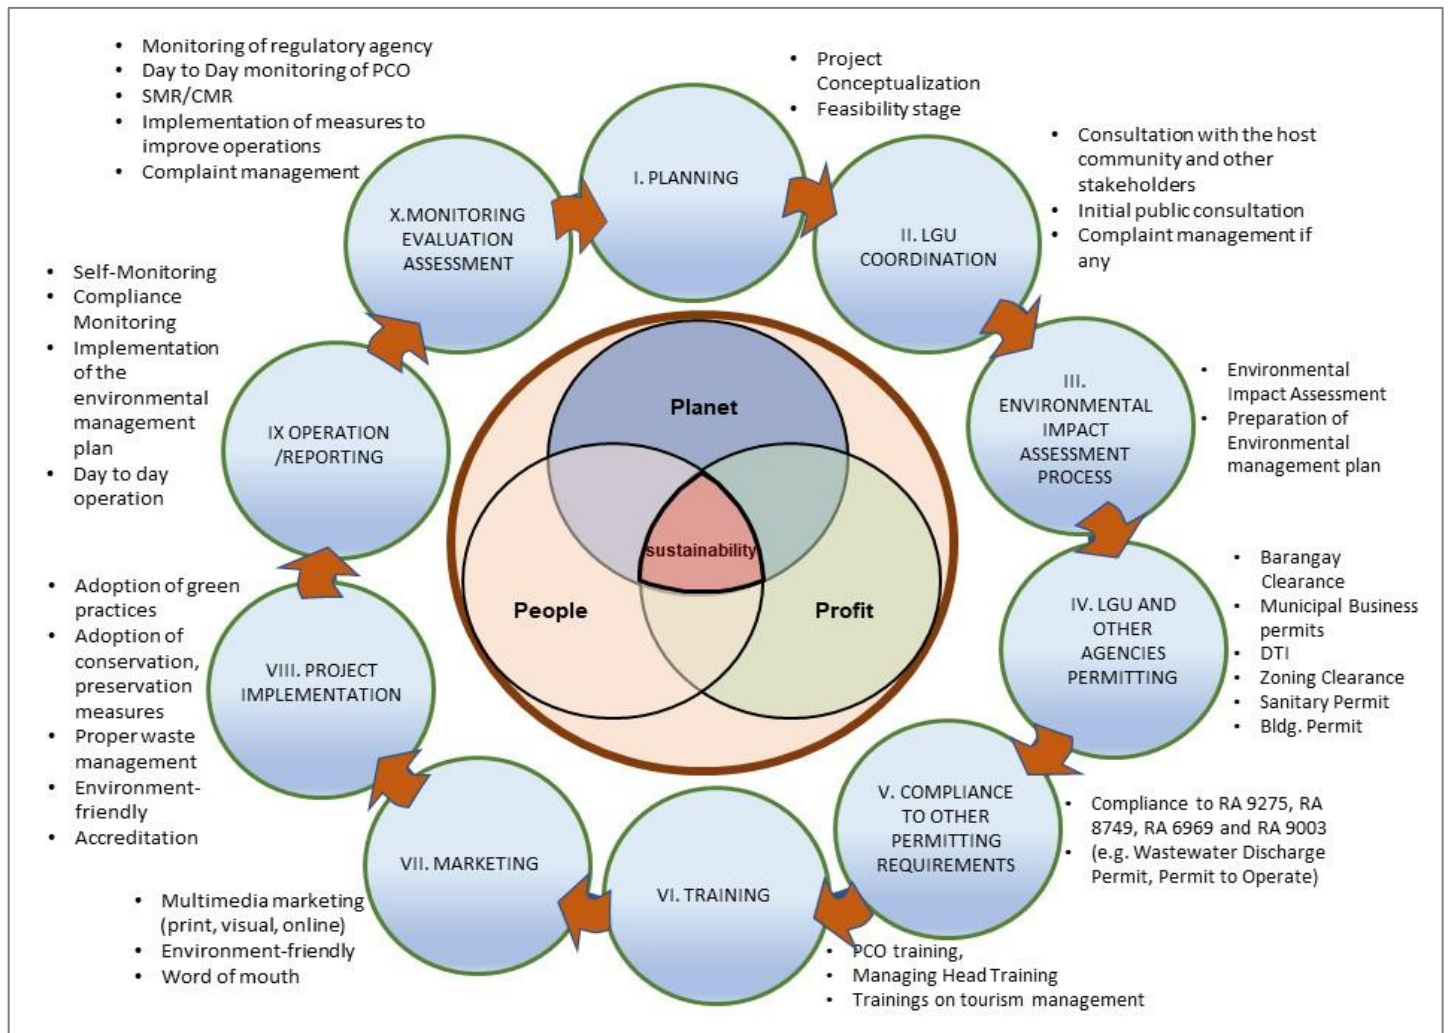 I. PLANNING
• Project
Conceptualization
• Feasibility stage
II. LGU
COORDINATION
• Consultation with the host
community and other
stakeholders
• Initial public consultation
• Complaint management if
any
III.
ENVIRONMENTAL
IMPACT
ASSESSMENT
PROCESS
• Environmental
Impact Assessment
• Preparation of
Environmental
management plan
IV. LGU AND
OTHER
AGENCIES
PERMITTING
• Barangay
Clearance
• Municipal Business
permits
• DTI
• Zoning Clearance
• Sanitary Permit
• Bldg. Permit
V. COMPLIANCE
TO OTHER
PERMITTING
REQUIREMENTS
• Compliance to RA 9275, RA
8749, RA 6969 and RA 9003
• (e.g. Wastewater Discharge
Permit, Permit to Operate)
VI. TRAINING
• PCO training,
• Managing Head Training
• Trainings on tourism management
VII. MARKETING
• Multimedia marketing
(print, visual, online)
• Environment-friendly
• Word of mouth
VIII. PROJECT
IMPLEMENTATION
• Adoption of green
practices
• Adoption of
conservation,
preservation
measures
• Proper waste
management
• Environment-
friendly
• Accreditation
IX OPERATION
/REPORTING
• Self-Monitoring
• Compliance
Monitoring
• Implementation
of the
environmental
management
plan
• Day to day
operation
X.MONITORING
EVALUATION
ASSESSMENT
• Monitoring of regulatory agency
• Day to Day monitoring of PCO
• SMR/CMR
• Implementation of measures to
improve operations
• Complaint management
Planet
sustainability
People
Profit